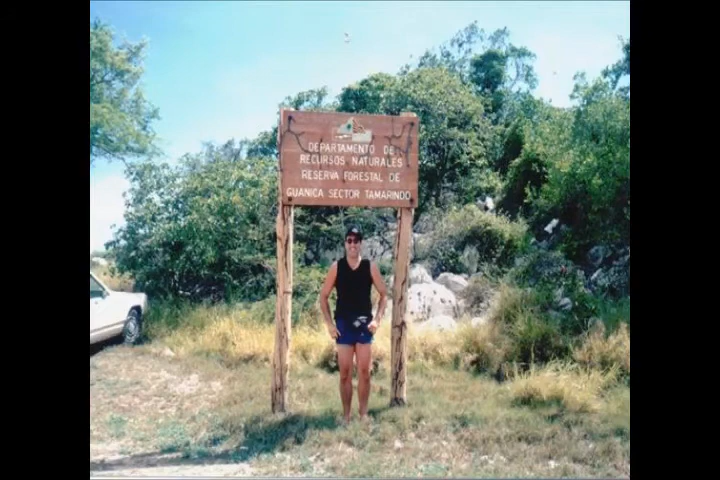 DEPARTAMENTO DE
RECURSOS NATURALES
RESERVA FORESTAL DE
GUANICA SECTOR TAMARINDO